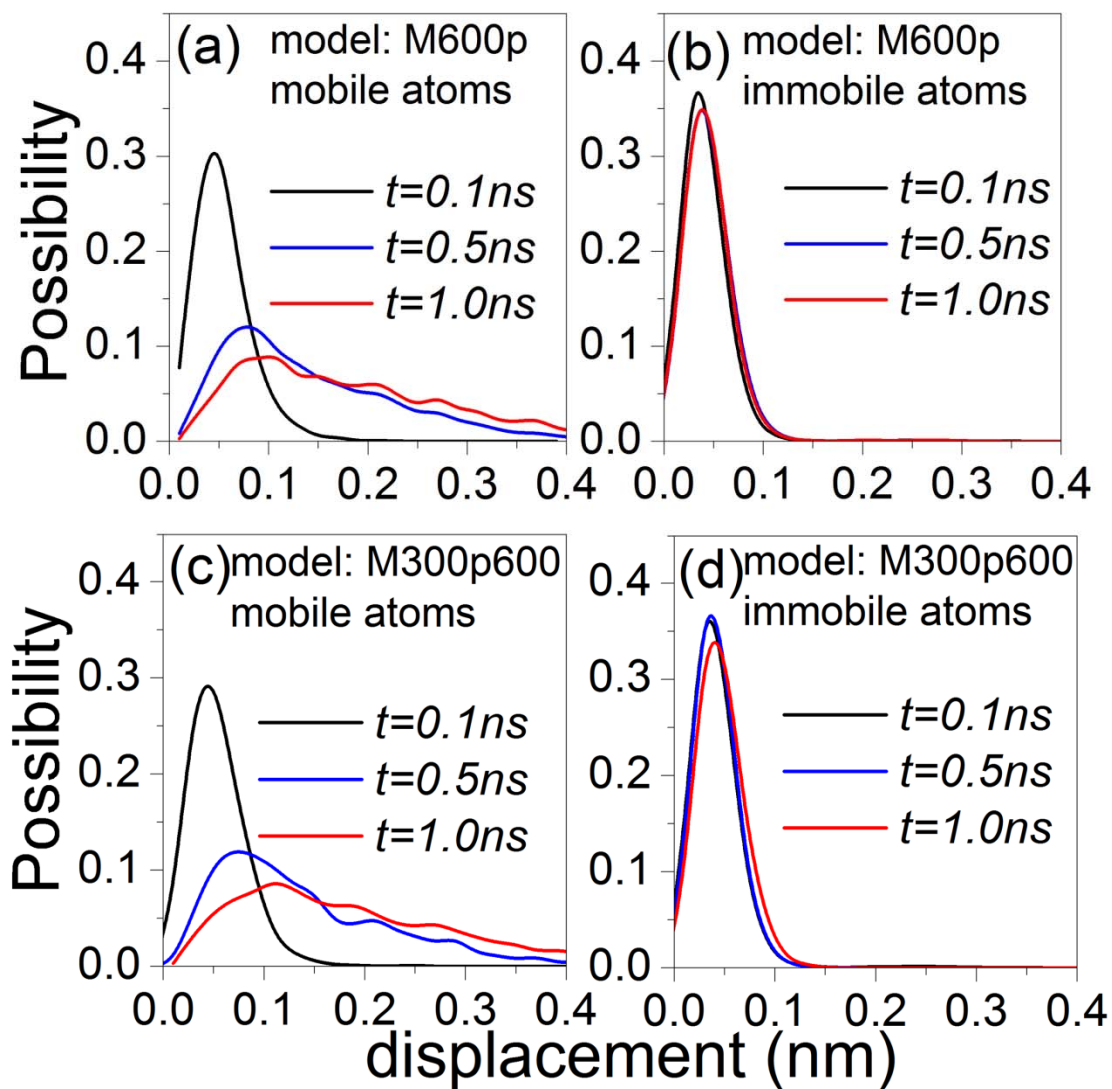 (a) model: M600p
mobile atoms
t=0.1ns
t=0.5ns
t=1.0ns
0.4
0.3
0.2
0.1
0.0
0.0 0.1 0.2 0.3 0.4
Possibility
(b) model: M600p
immobile atoms
t=0.1ns
t=0.5ns
t=1.0ns
0.4
0.3
0.2
0.1
0.0
0.0 0.1 0.2 0.3 0.4
(c) model: M300p600
mobile atoms
t=0.1ns
t=0.5ns
t=1.0ns
0.4
0.3
0.2
0.1
0.0
0.0 0.1 0.2 0.3 0.4
Possibility
(d) model: M300p600
immobile atoms
t=0.1ns
t=0.5ns
t=1.0ns
0.4
0.3
0.2
0.1
0.0
0.0 0.1 0.2 0.3 0.4
displacement (nm)